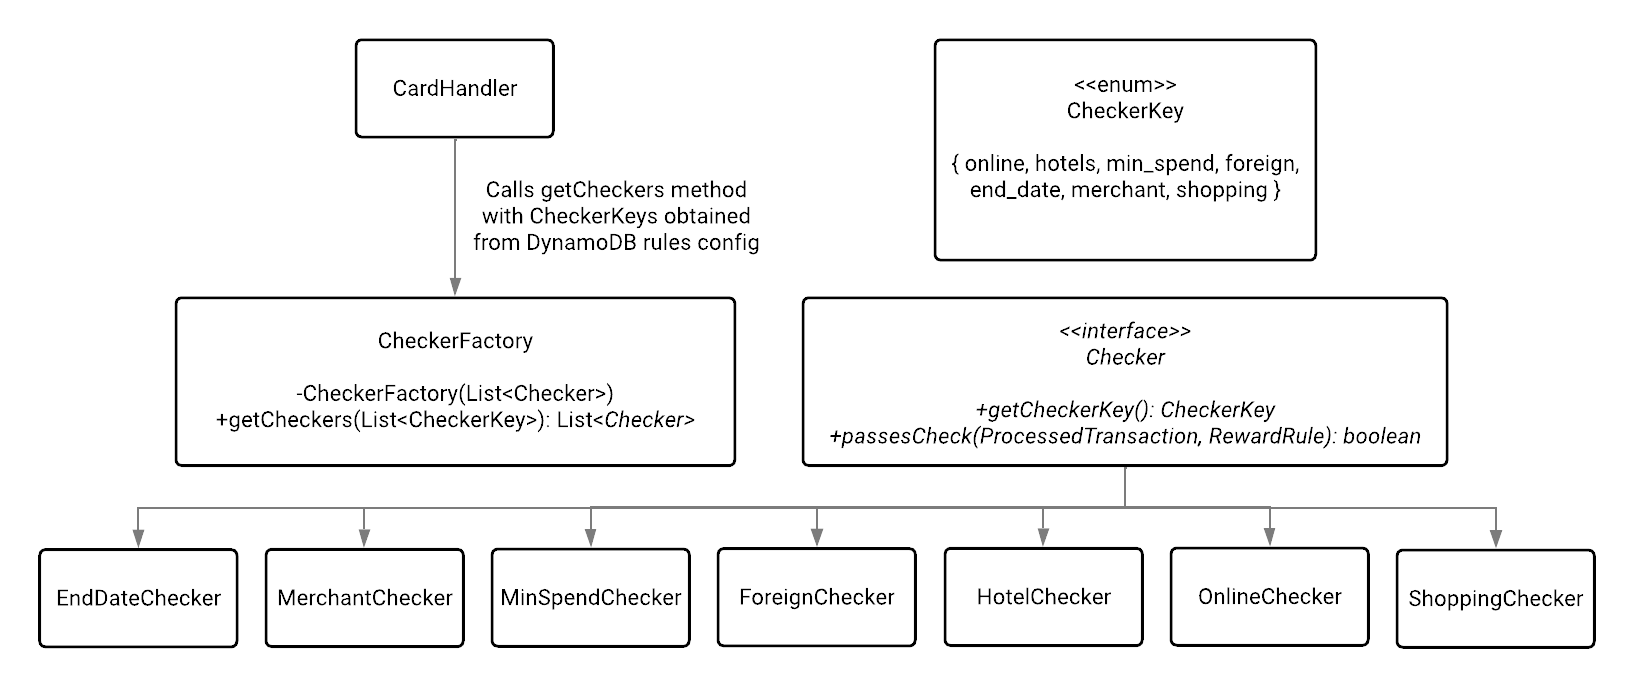 CardHandler
<<enum>>
CheckerKey
{ online, hotels, min_spend, foreign,
end_date, merchant, shopping }
Calls getCheckers method
with CheckerKeys obtained
from DynamoDB rules config
CheckerFactory
-CheckerFactory(List<Checker>)
+getCheckers(List<CheckerKey>): List<Checker>
<<interface>>
Checker
+getCheckerKey(): CheckerKey
+passesCheck(ProcessedTransaction, RewardRule): boolean
EndDateChecker
MerchantChecker
MinSpendChecker
ForeignChecker
HotelChecker
OnlineChecker
ShoppingChecker